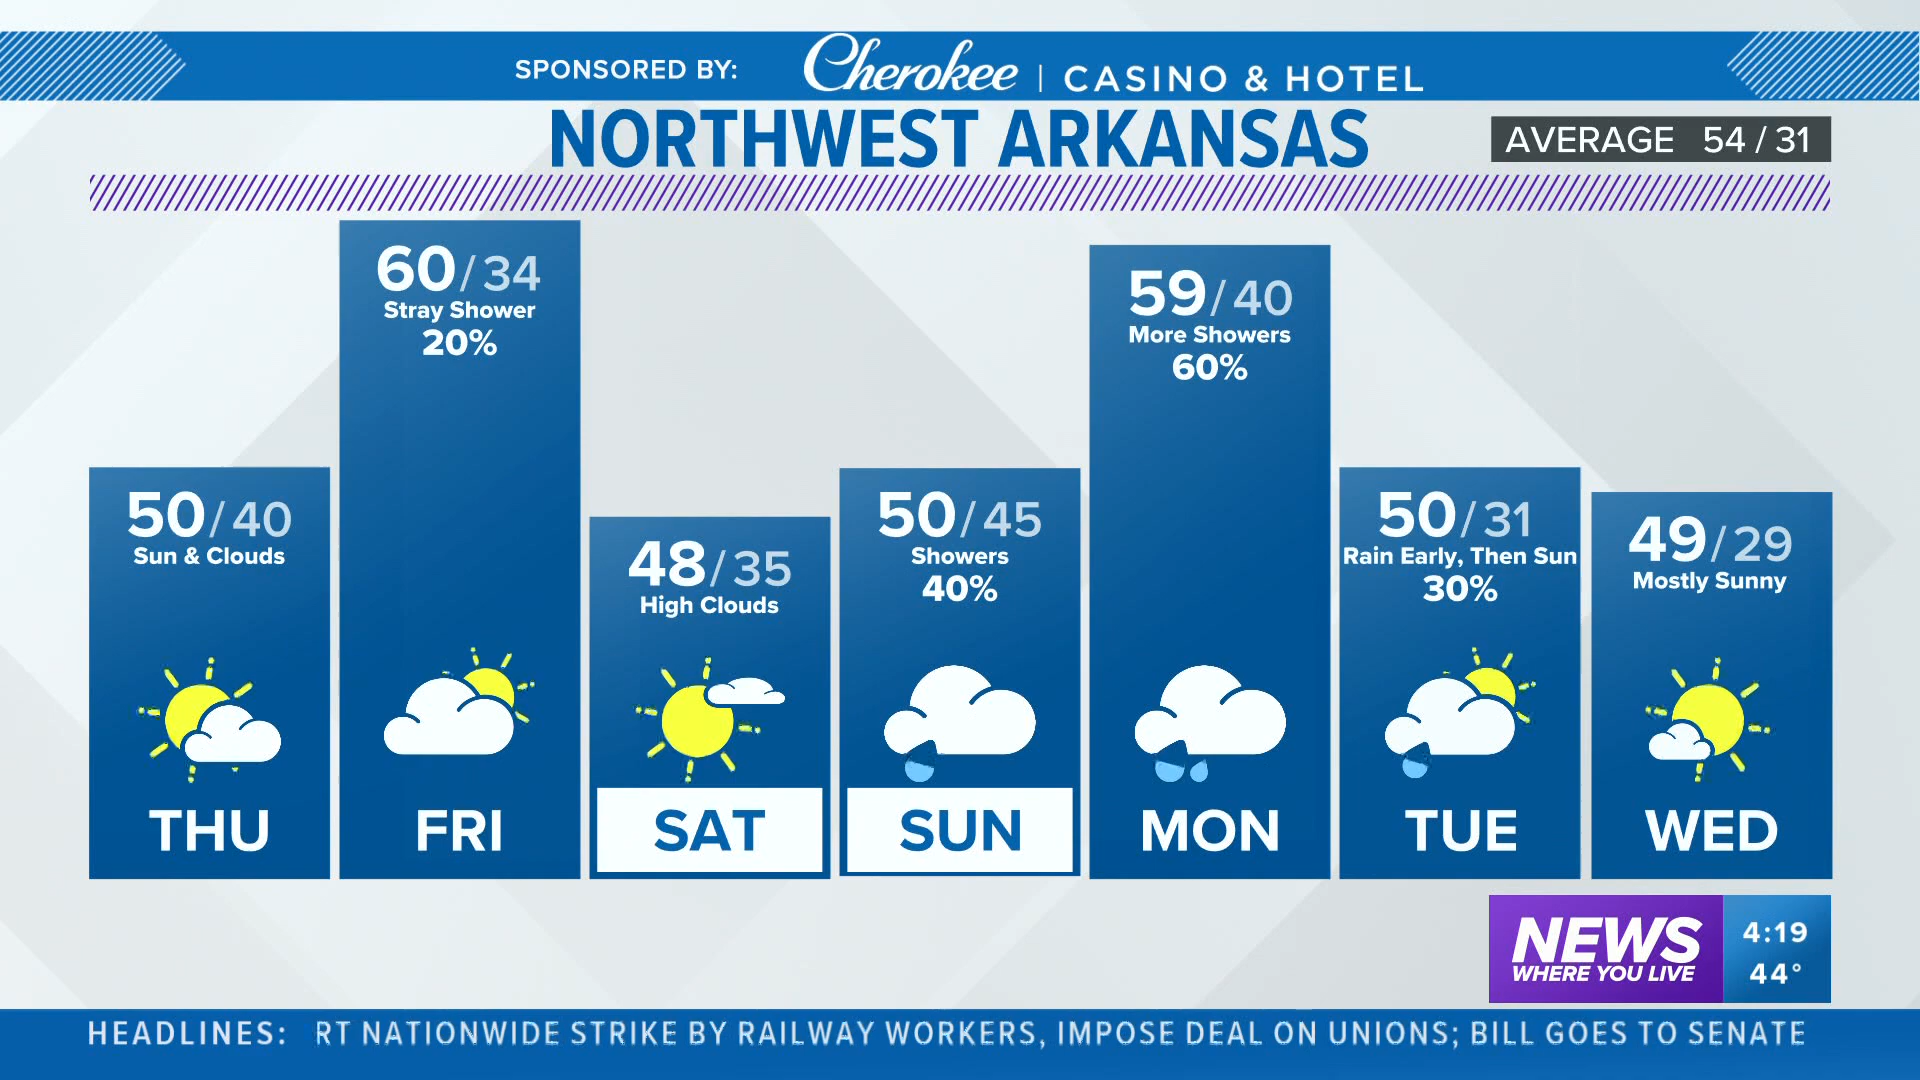 SPONSORED BY: Cherokee | CASINO & HOTEL
NORTHWEST ARKANSAS
AVERAGE 54 / 31
50/40
Sun & Clouds
THU
60/34
Stray Shower
20%
FRI
48/35
High Clouds
SAT
50/45
Showers
40%
SUN
59/40
More Showers
60%
MON
50/31
Rain Early, Then Sun
30%
TUE
49/29
Mostly Sunny
WED
NEWS
WHERE YOU LIVE
4:19
44°
HEADLINES: RT NATIONWIDE STRIKE BY RAILWAY WORKERS, IMPOSE DEAL ON UNIONS; BILL GOES TO SENATE